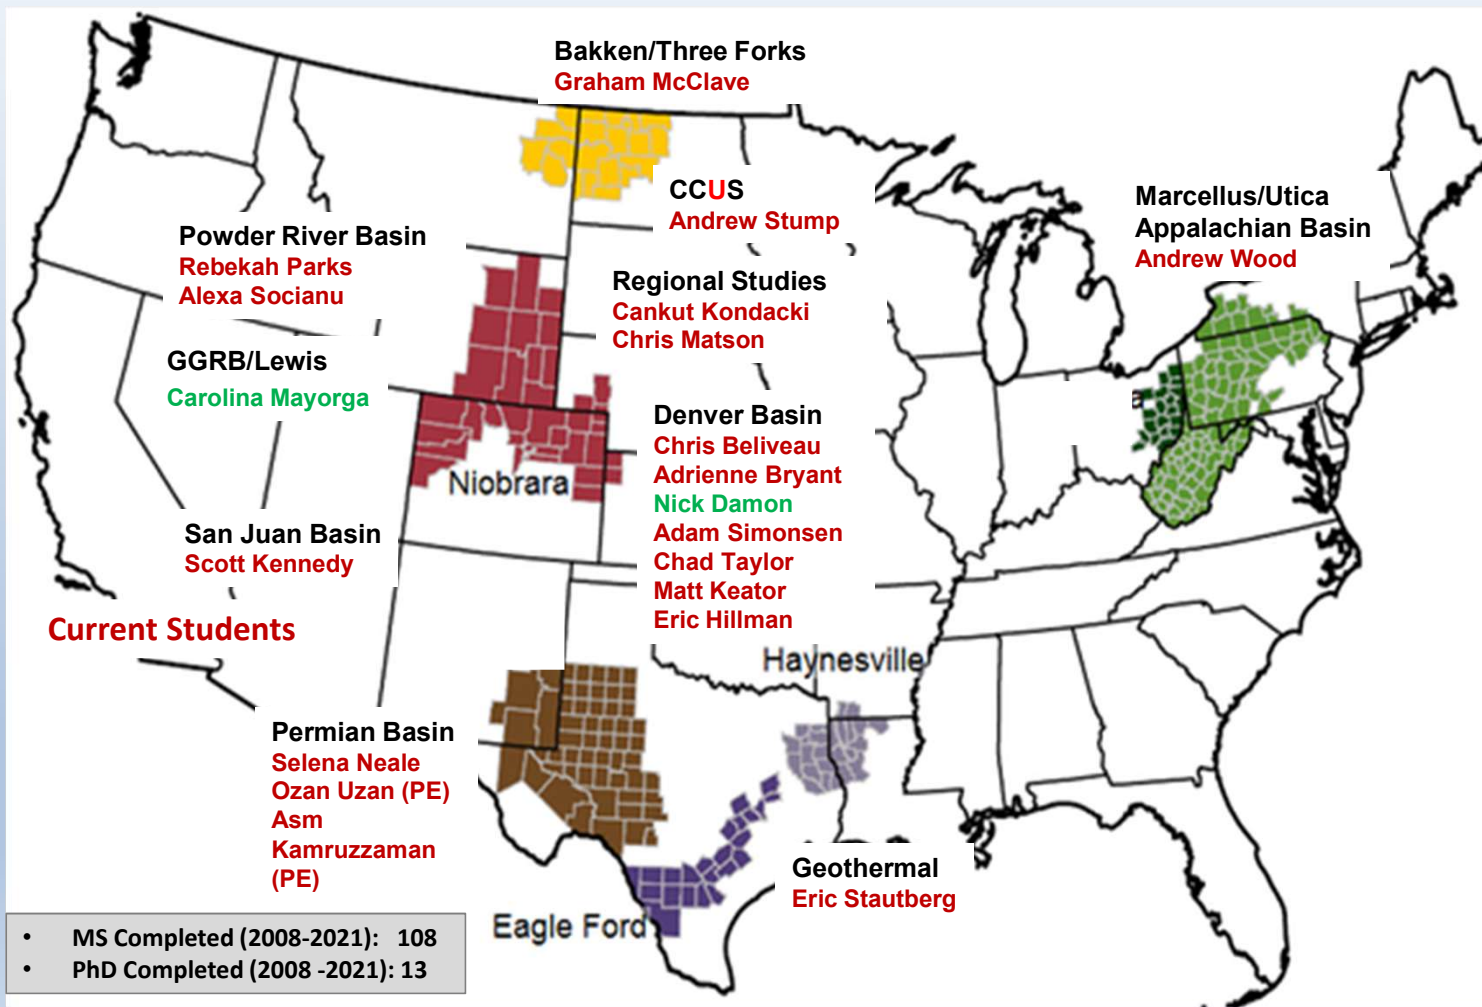 Bakken/Three Forks
Graham McClave
CCUS
Andrew Stump
Marcellus/Utica
Appalachian Basin
Andrew Wood
Powder River Basin
Rebekah Parks
Alexa Socianu
Regional Studies
Cankut Kondacki
Chris Matson
GGRB/Lewis
Carolina Mayorga
Denver Basin
Chris Beliveau
Adrienne Bryant
Nick Damon
Adam Simonsen
Chad Taylor
Matt Keator
Eric Hillman
Niobrara
San Juan Basin
Scott Kennedy
Current Students
Haynesville
Permian Basin
Selena Neale
Ozan Uzan (PE)
Asm
Kamruzzaman
(PE)
Geothermal
Eric Stautberg
Eagle Ford
• MS Completed (2008-2021): 108
• PhD Completed (2008 -2021): 13